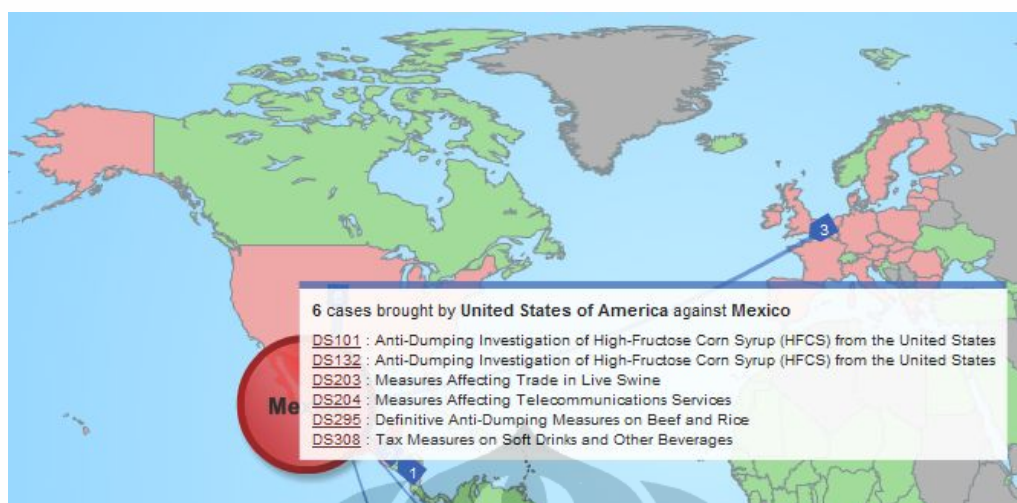 3
6 cases brought by United States of America against Mexico
DS101 : Anti-Dumping Investigation of High-Fructose Corn Syrup (HFCS) from the United States
DS132 : Anti-Dumping Investigation of High-Fructose Corn Syrup (HFCS) from the United States
DS203 : Measures Affecting Trade in Live Swine
DS204 : Measures Affecting Telecommunications Services
DS295 : Definitive Anti-Dumping Measures on Beef and Rice
DS308 : Tax Measures on Soft Drinks and Other Beverages
1